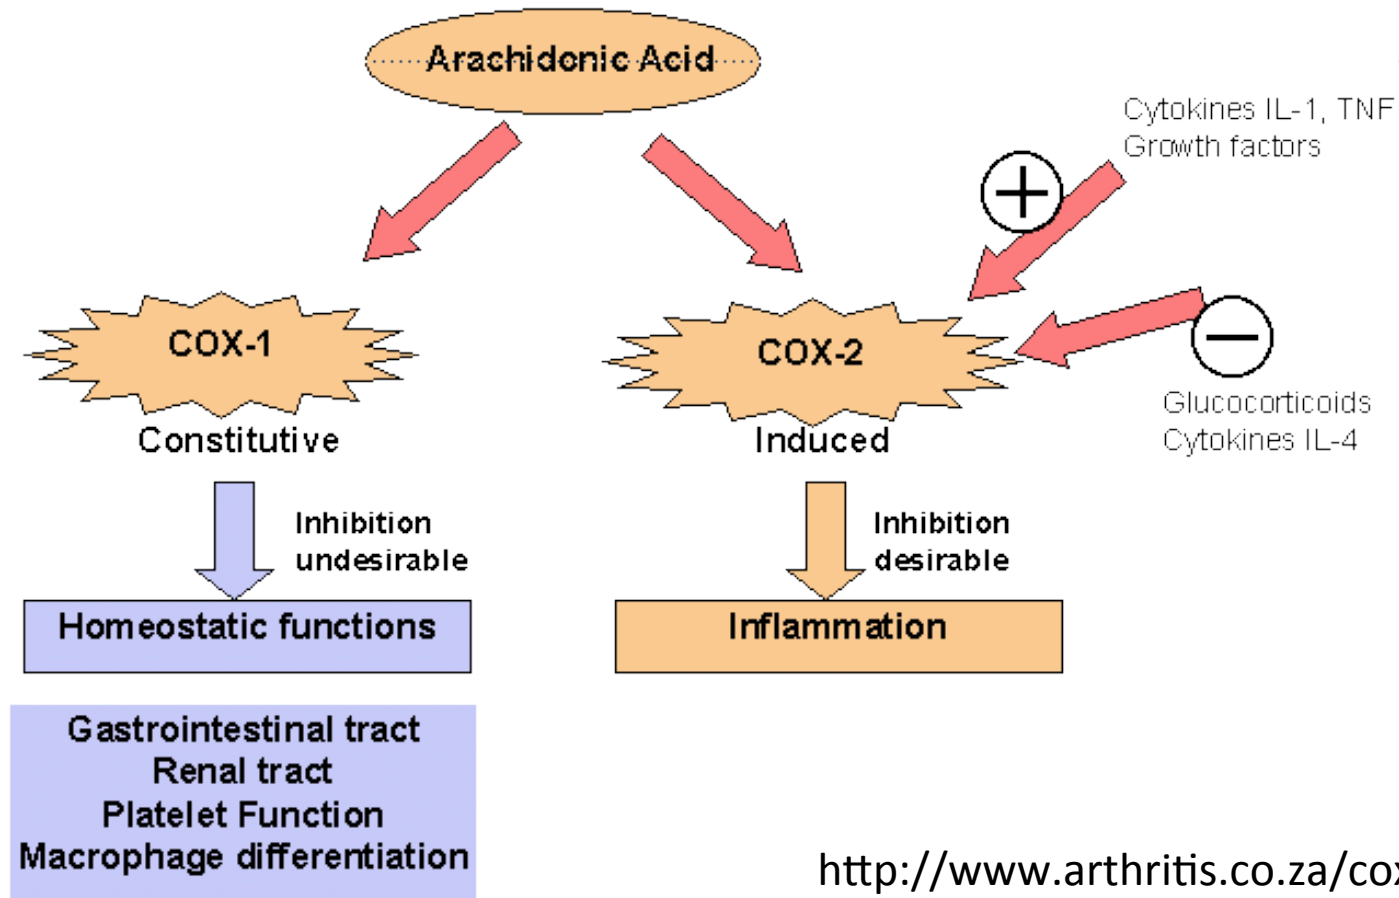 Arachidonic Acid
Cytokines IL-1, TNF
Growth factors
+
COX-1
COX-2
−
Glucocorticoids
Cytokines IL-4
Constitutive
Induced
Inhibition
undesirable
Inhibition
desirable
Homeostatic functions
Inflammation
Gastrointestinal tract
Renal tract
Platelet Function
Macrophage differentiation
http://www.arthritis.co.za/cox